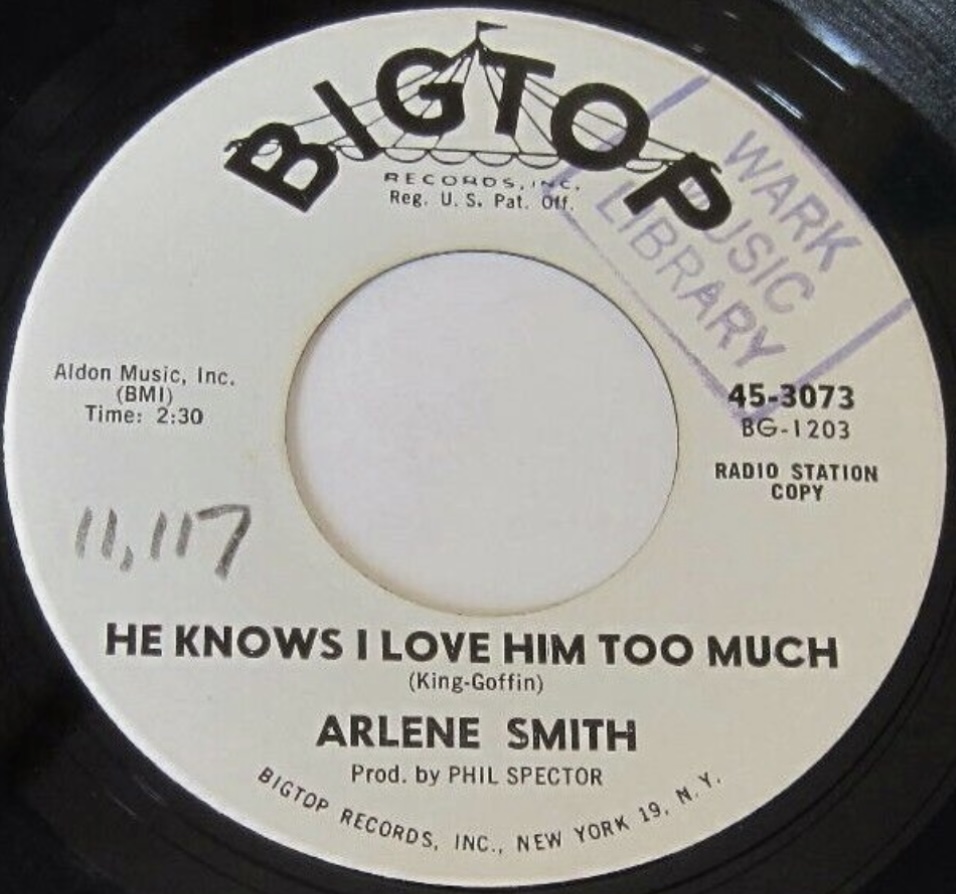 BIGTOP
RECORDS, INC.
Reg. U.S. Pat. Off.
WARK
MUSIC
LIBRARY
Aldon Music, Inc.
(BMI)
Time: 2:30
45-3073
BG-1203
RADIO STATION
COPY
11,117
HE KNOWS I LOVE HIM TOO MUCH
(King-Goffin)
ARLENE SMITH
Prod. by PHIL SPECTOR
BIGTOP RECORDS, INC., NEW YORK 19, N.Y.